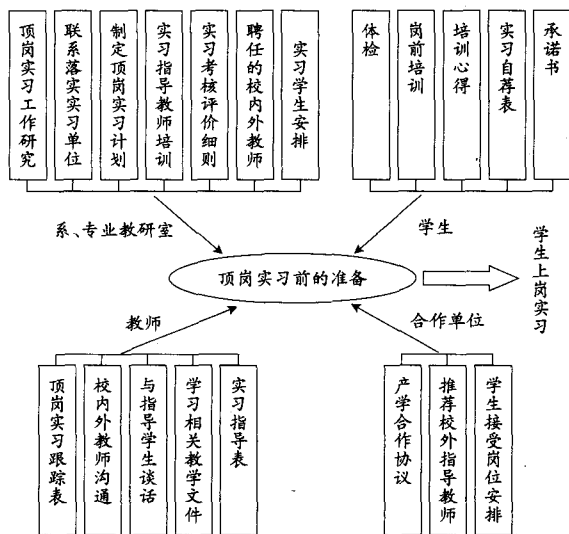 顶岗实习工作研究
联系落实实习单位
制定顶岗实习计划
实习指导教师培训
实习考核评价细则
聘任的校内外教师
实习学生安排
体检
岗前培训
培训心得
实习自荐表
承诺书
系、专业教研室
学生
顶岗实习前的准备
学生上岗实习
教师
合作单位
顶岗实习跟踪表
校内外教师沟通
与指导学生谈话
学习相关教学文件
实习指导表
产学合作协议
推荐校外指导教师
学生接受岗位安排